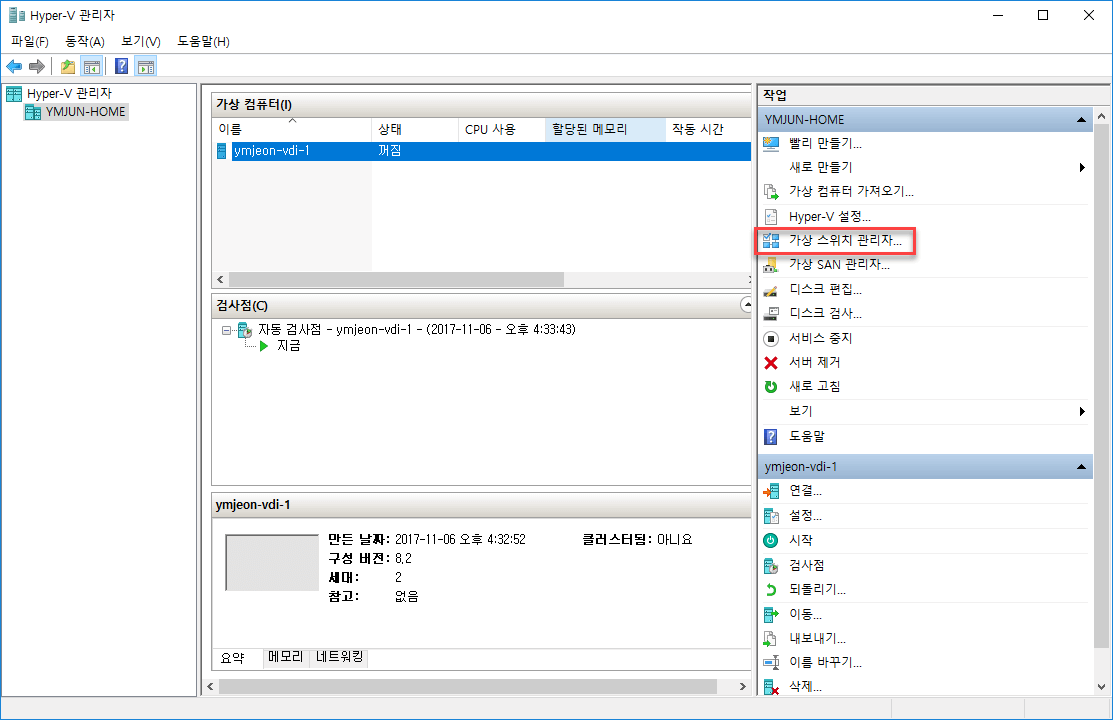 Hyper-V 관리자
파일(F) 동작(A) 보기(V) 도움말(H)
Hyper-V 관리자
YMJUN-HOME
가상 컴퓨터(I)
이름 상태 CPU 사용 할당된 메모리 작동 시간
ymjeon-vdi-1 꺼짐
검사점(C)
자동 검사점 - ymjeon-vdi-1 - (2017-11-06 - 오후 4:33:43)
지금
ymjeon-vdi-1
만든 날짜: 2017-11-06 오후 4:32:52 클러스터됨: 아니요
구성 버전: 8.2
세대: 2
참고: 없음
요약 메모리 네트워킹
작업
YMJUN-HOME
빨리 만들기...
새로 만들기
가상 컴퓨터 가져오기...
Hyper-V 설정...
가상 스위치 관리자...
가상 SAN 관리자...
디스크 편집...
디스크 검사...
서비스 중지
서버 제거
새로 고침
보기
도움말
ymjeon-vdi-1
연결...
설정...
시작
검사점
되돌리기...
이동...
내보내기...
이름 바꾸기...
삭제...